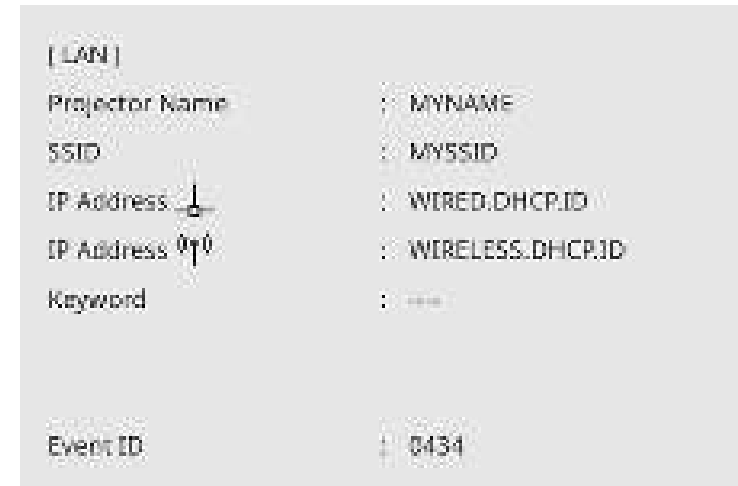 [ LAN ]
Projector Name : MYNAME
SSID : MYSSID
IP Address : WIRED.DHCP.ID
IP Address : WIRELESS.DHCP.ID
Keyword : ----
Event ID : 0434